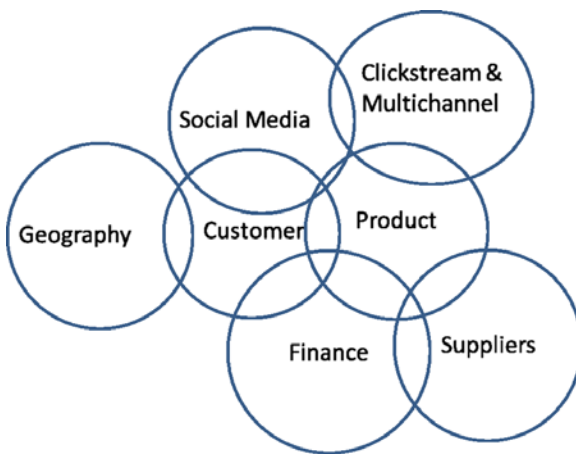 Clickstream &
Multichannel
Social Media
Geography
Customer
Product
Finance
Suppliers